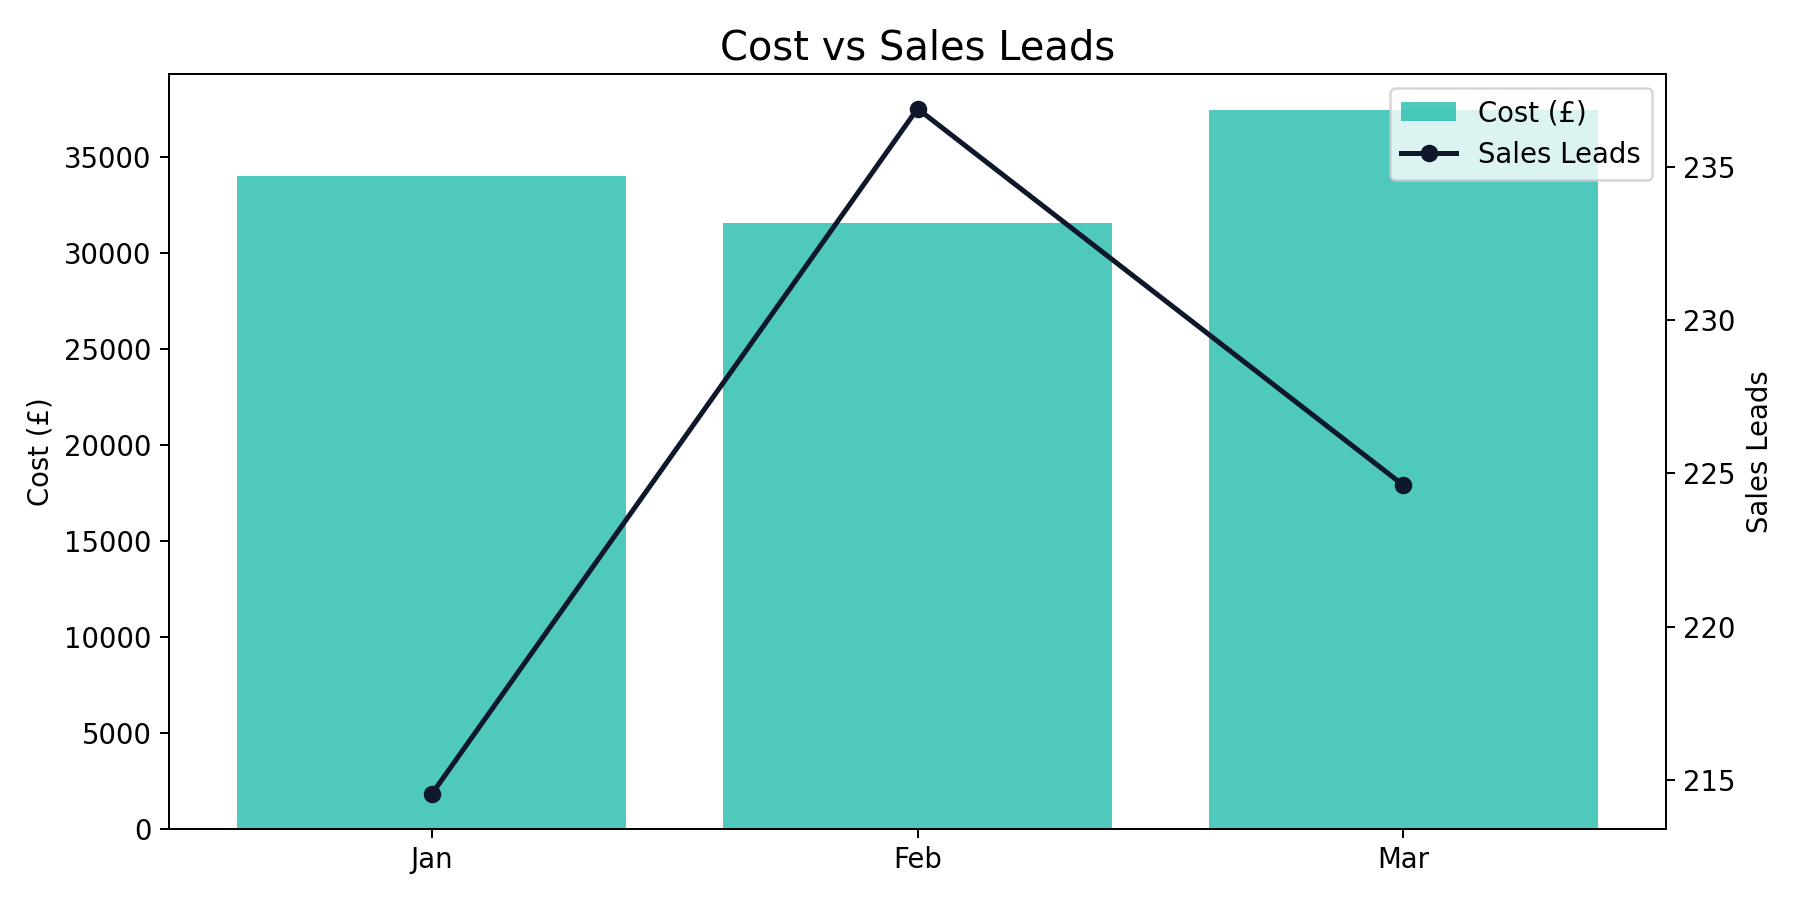 Cost vs Sales Leads
Cost (£)
Sales Leads
35000
30000
25000
20000
15000
10000
5000
0
Cost (£)
235
230
225
220
215
Sales Leads
Jan
Feb
Mar